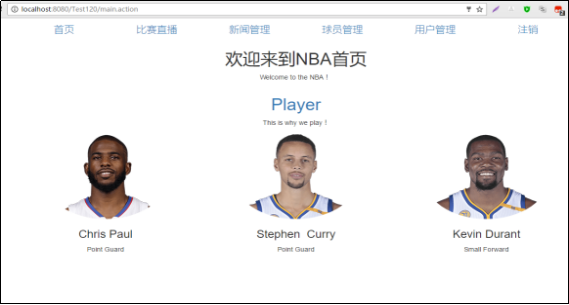 localhost:8080/Test120/main.action
首页 比赛直播 新闻管理 球员管理 用户管理 注销
欢迎来到NBA首页
Welcome to the NBA !
Player
This is why we play !
Chris Paul Stephen Curry Kevin Durant
Point Guard Point Guard Small Forward